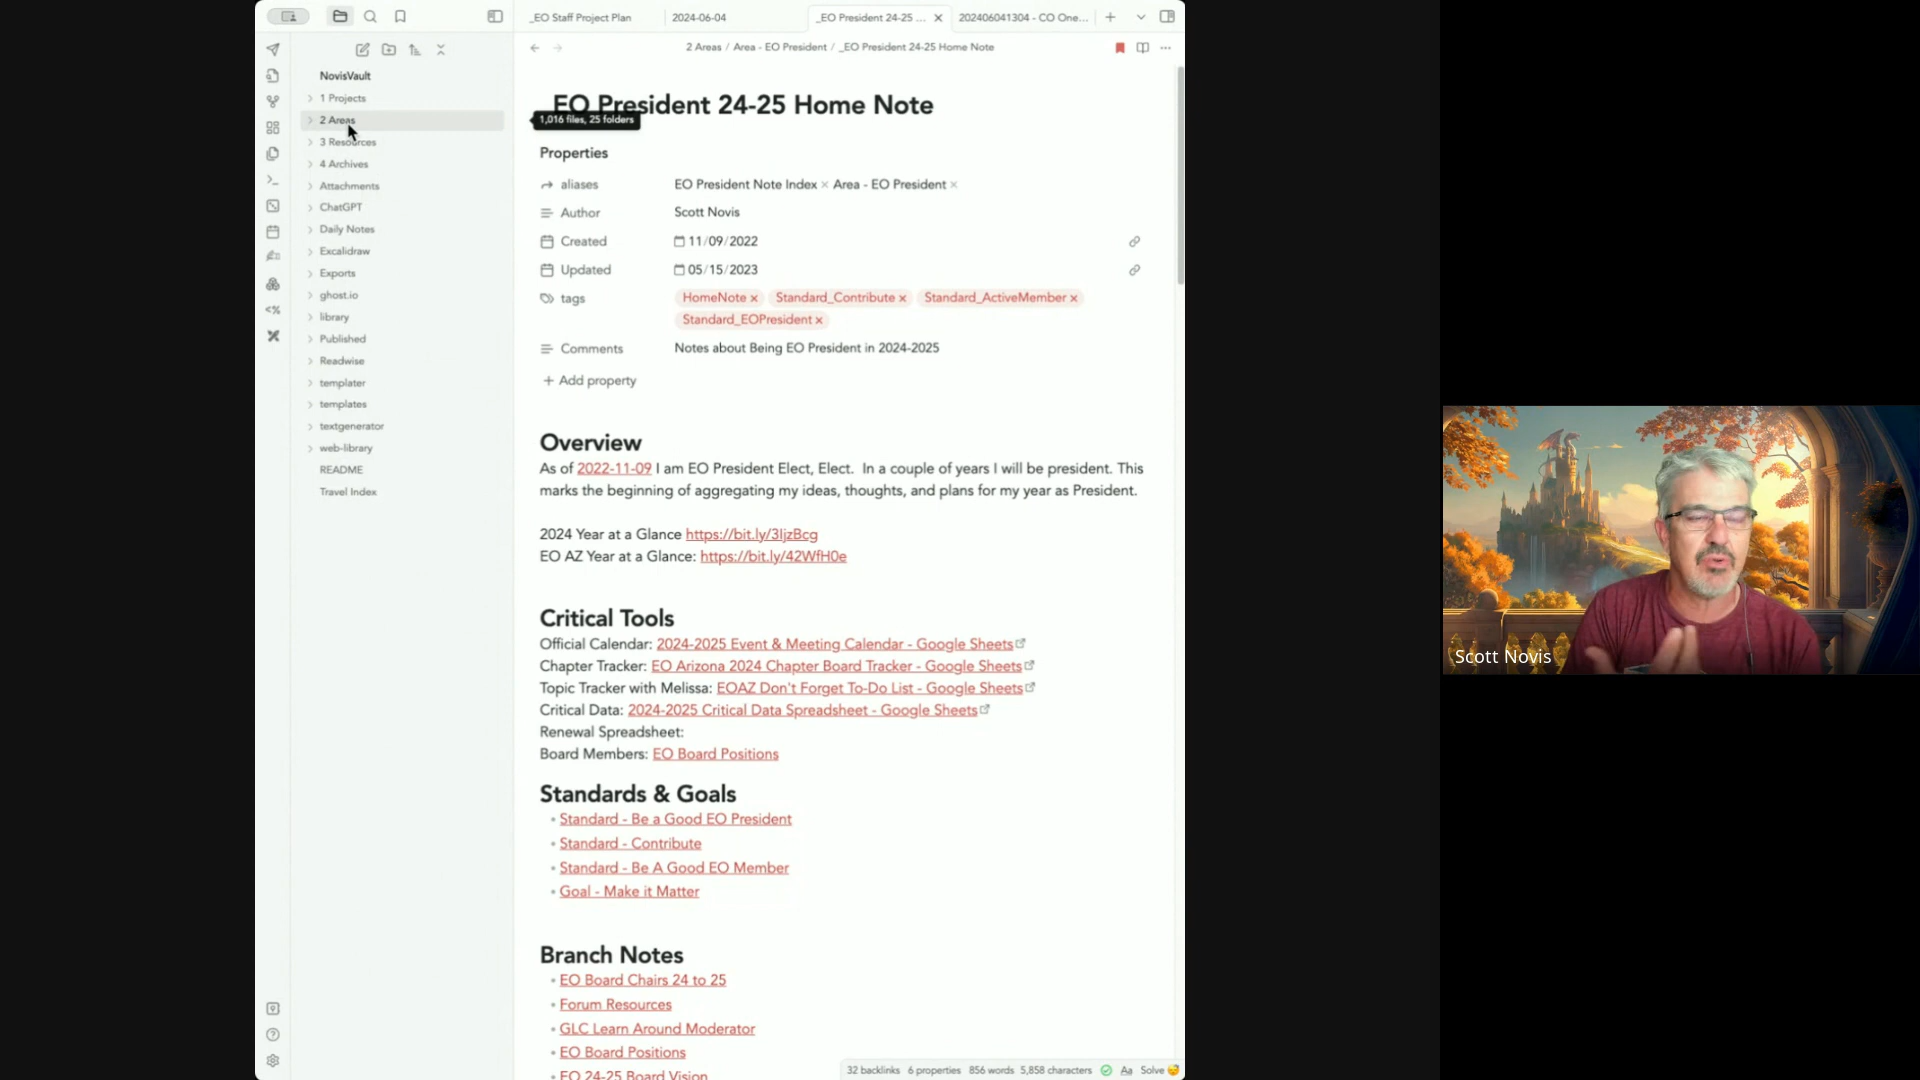 _EO Staff Project Plan
2024-06-04
_EO President 24-25 ...
202406041304 - CO One...
2 Areas / Area - EO President / _EO President 24-25 Home Note
NovisVault
1 Projects
2 Areas
3 Resources
4 Archives
Attachments
ChatGPT
Daily Notes
Excalidraw
Exports
ghost.io
library
Published
Readwise
templater
templates
textgenerator
web-library
README
Travel Index
_EO President 24-25 Home Note
1,016 files, 25 folders
Properties
aliases EO President Note Index × Area - EO President ×
Author Scott Novis
Created 11/09/2022
Updated 05/15/2023
tags HomeNote × Standard_Contribute × Standard_ActiveMember ×
Standard_EOPresident ×
Comments Notes about Being EO President in 2024-2025
+ Add property
Overview
As of 2022-11-09 I am EO President Elect, Elect. In a couple of years I will be president. This
marks the beginning of aggregating my ideas, thoughts, and plans for my year as President.
2024 Year at a Glance https://bit.ly/3IjzBcg
EO AZ Year at a Glance: https://bit.ly/42WfH0e
Critical Tools
Official Calendar: 2024-2025 Event & Meeting Calendar - Google Sheets
Chapter Tracker: EO Arizona 2024 Chapter Board Tracker - Google Sheets
Topic Tracker with Melissa: EOAZ Don't Forget To-Do List - Google Sheets
Critical Data: 2024-2025 Critical Data Spreadsheet - Google Sheets
Renewal Spreadsheet:
Board Members: EO Board Positions
Standards & Goals
• Standard - Be a Good EO President
• Standard - Contribute
• Standard - Be A Good EO Member
• Goal - Make it Matter
Branch Notes
• EO Board Chairs 24 to 25
• Forum Resources
• GLC Learn Around Moderator
• EO Board Positions
• EO 24-25 Board Vision
32 backlinks 6 properties 856 words 5,858 characters Aa Solve
Scott Novis